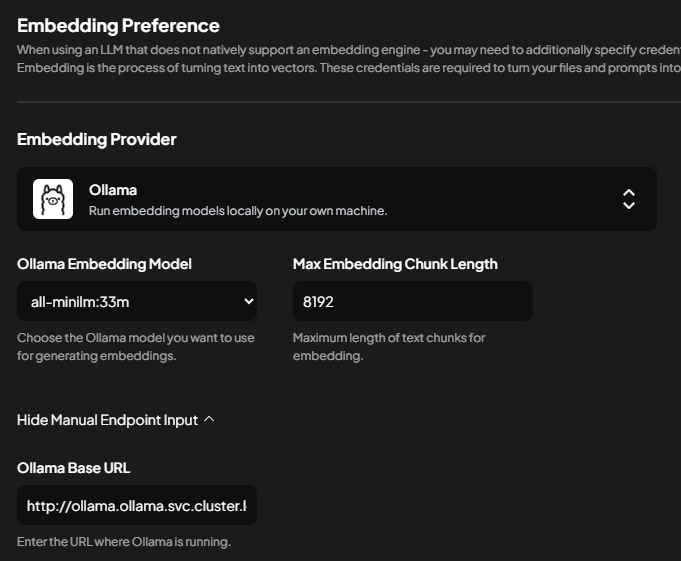 Embedding Preference
When using an LLM that does not natively support an embedding engine - you may need to additionally specify
Embedding is the process of turning text into vectors. These credentials are required to turn your files and prompts into
Embedding Provider
Ollama
Run embedding models locally on your own machine.
Ollama Embedding Model
Max Embedding Chunk Length
all-minilm:33m
8192
Choose the Ollama model you want to use
for generating embeddings.
Maximum length of text chunks for
embedding.
Hide Manual Endpoint Input
Ollama Base URL
http://ollama.ollama.svc.cluster.l
Enter the URL where Ollama is running.